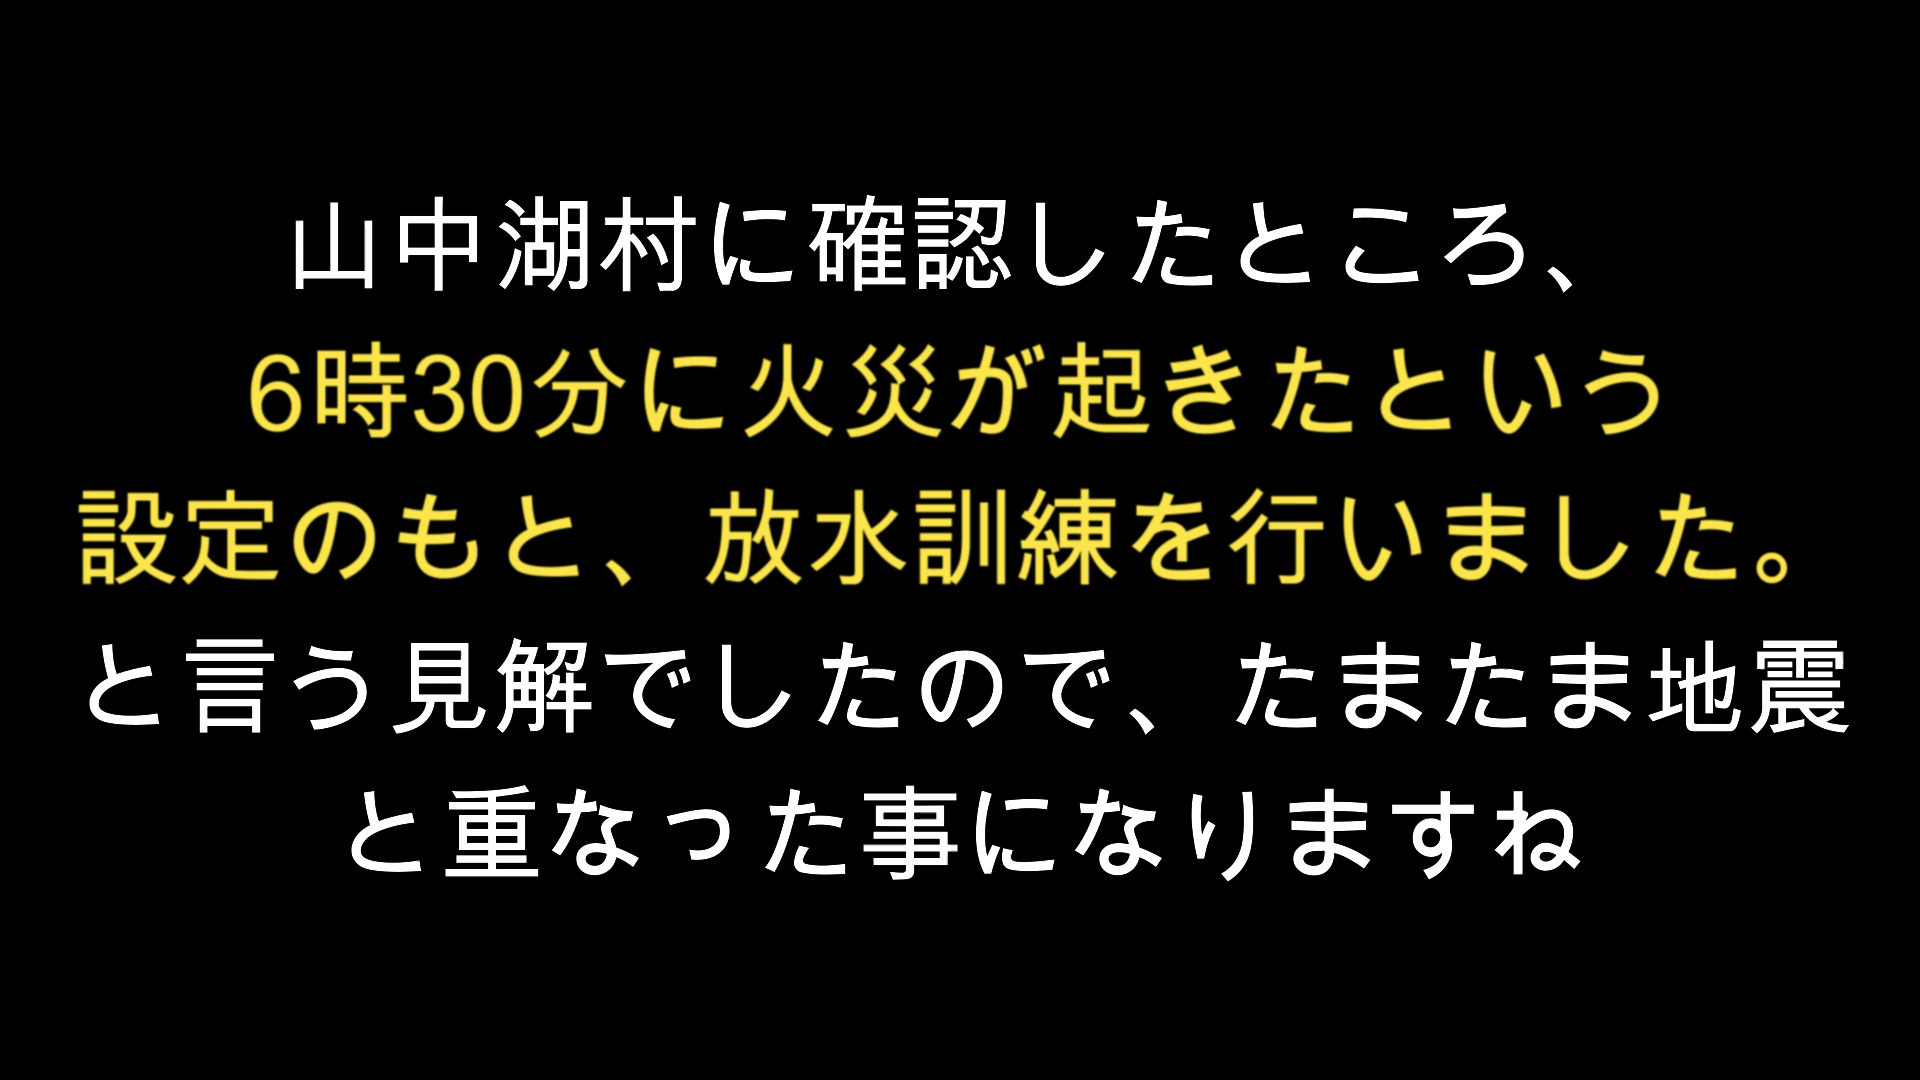 山中湖村に確認したところ、
6時30分に火災が起きたという
設定のもと、放水訓練を行いました。
と言う見解でしたので、たまたま地震
と重なった事になりますね